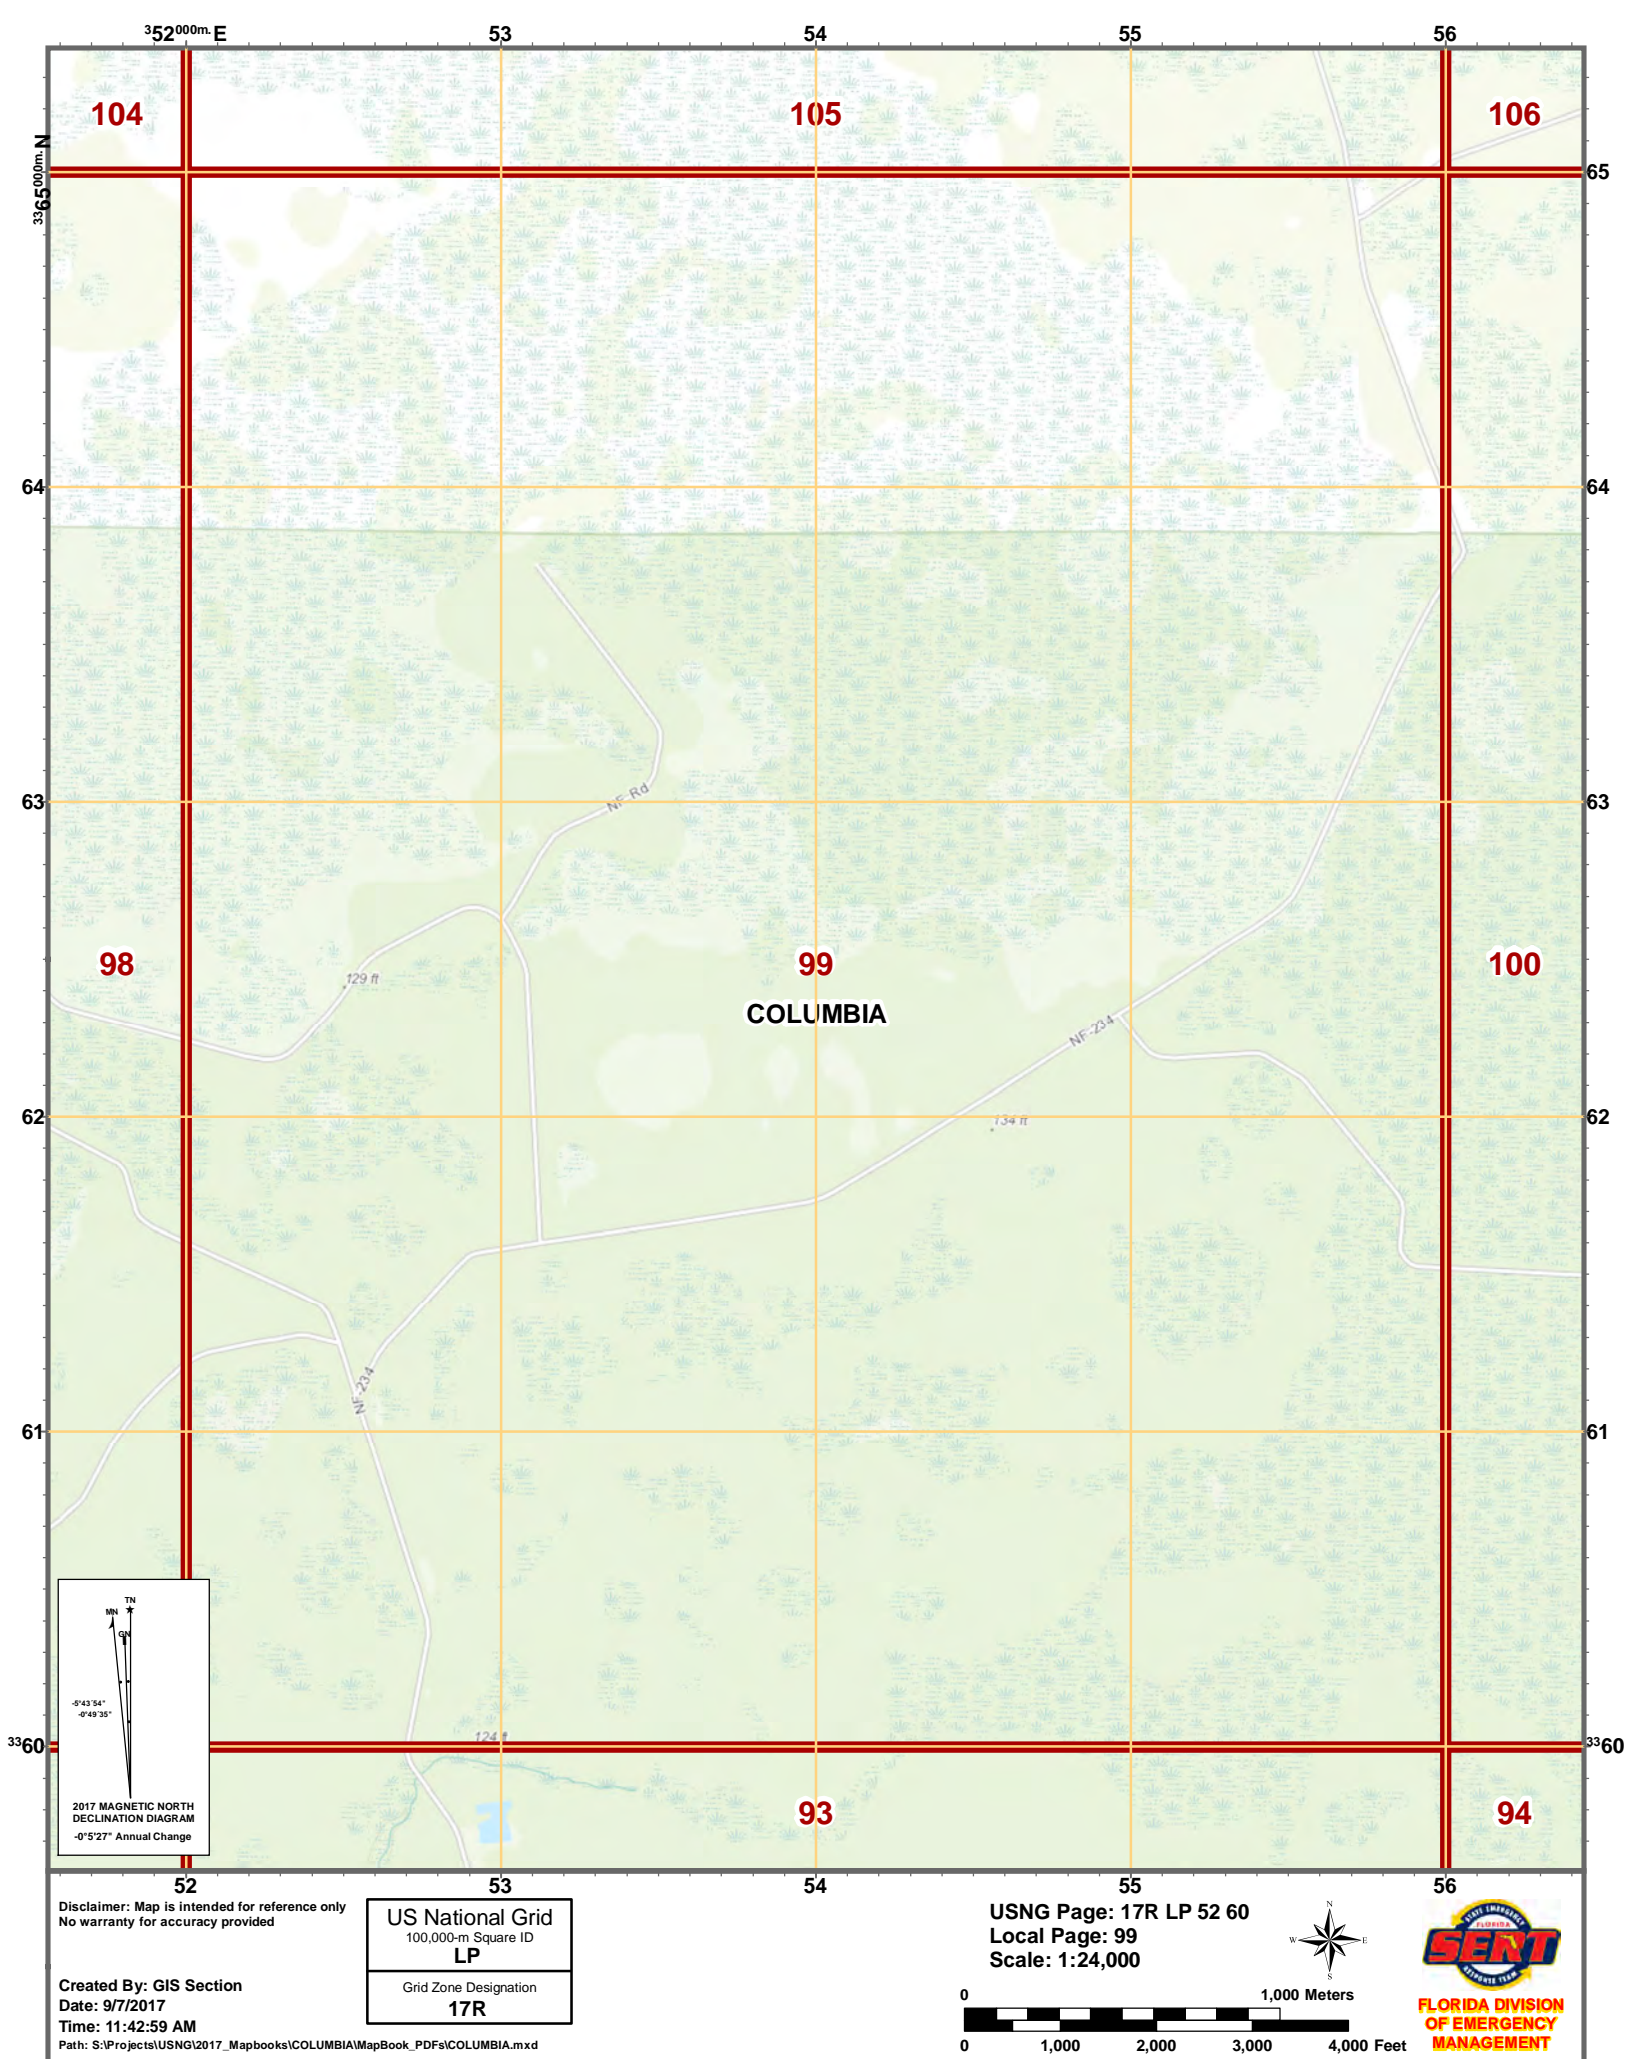 352000m. E 53 54 55 56
104 105 106
3365000m. N 65
64 64
NF-Rd
63 63
98 99 100
129 ft
COLUMBIA
NF-234
62 62
134 ft
NF-234
61 61
TN
MN
GN
-5°43'54"
-0°49'35"
124 ft
3360 3360
2017 MAGNETIC NORTH
DECLINATION DIAGRAM
-0°5'27" Annual Change
93 94
52 53 54 55 56
Disclaimer: Map is intended for reference only
No warranty for accuracy provided
Created By: GIS Section
Date: 9/7/2017
Time: 11:42:59 AM
Path: S:\Projects\USNG\2017_Mapbooks\COLUMBIA\MapBook_PDFs\COLUMBIA.mxd
US National Grid
100,000-m Square ID
LP
Grid Zone Designation
17R
USNG Page: 17R LP 52 60
Local Page: 99
Scale: 1:24,000
N
W E
S
0 1,000 Meters
0 1,000 2,000 3,000 4,000 Feet
STATE EMERGENCY
FLORIDA
SERT
RESPONSE TEAM
FLORIDA DIVISION
OF EMERGENCY
MANAGEMENT